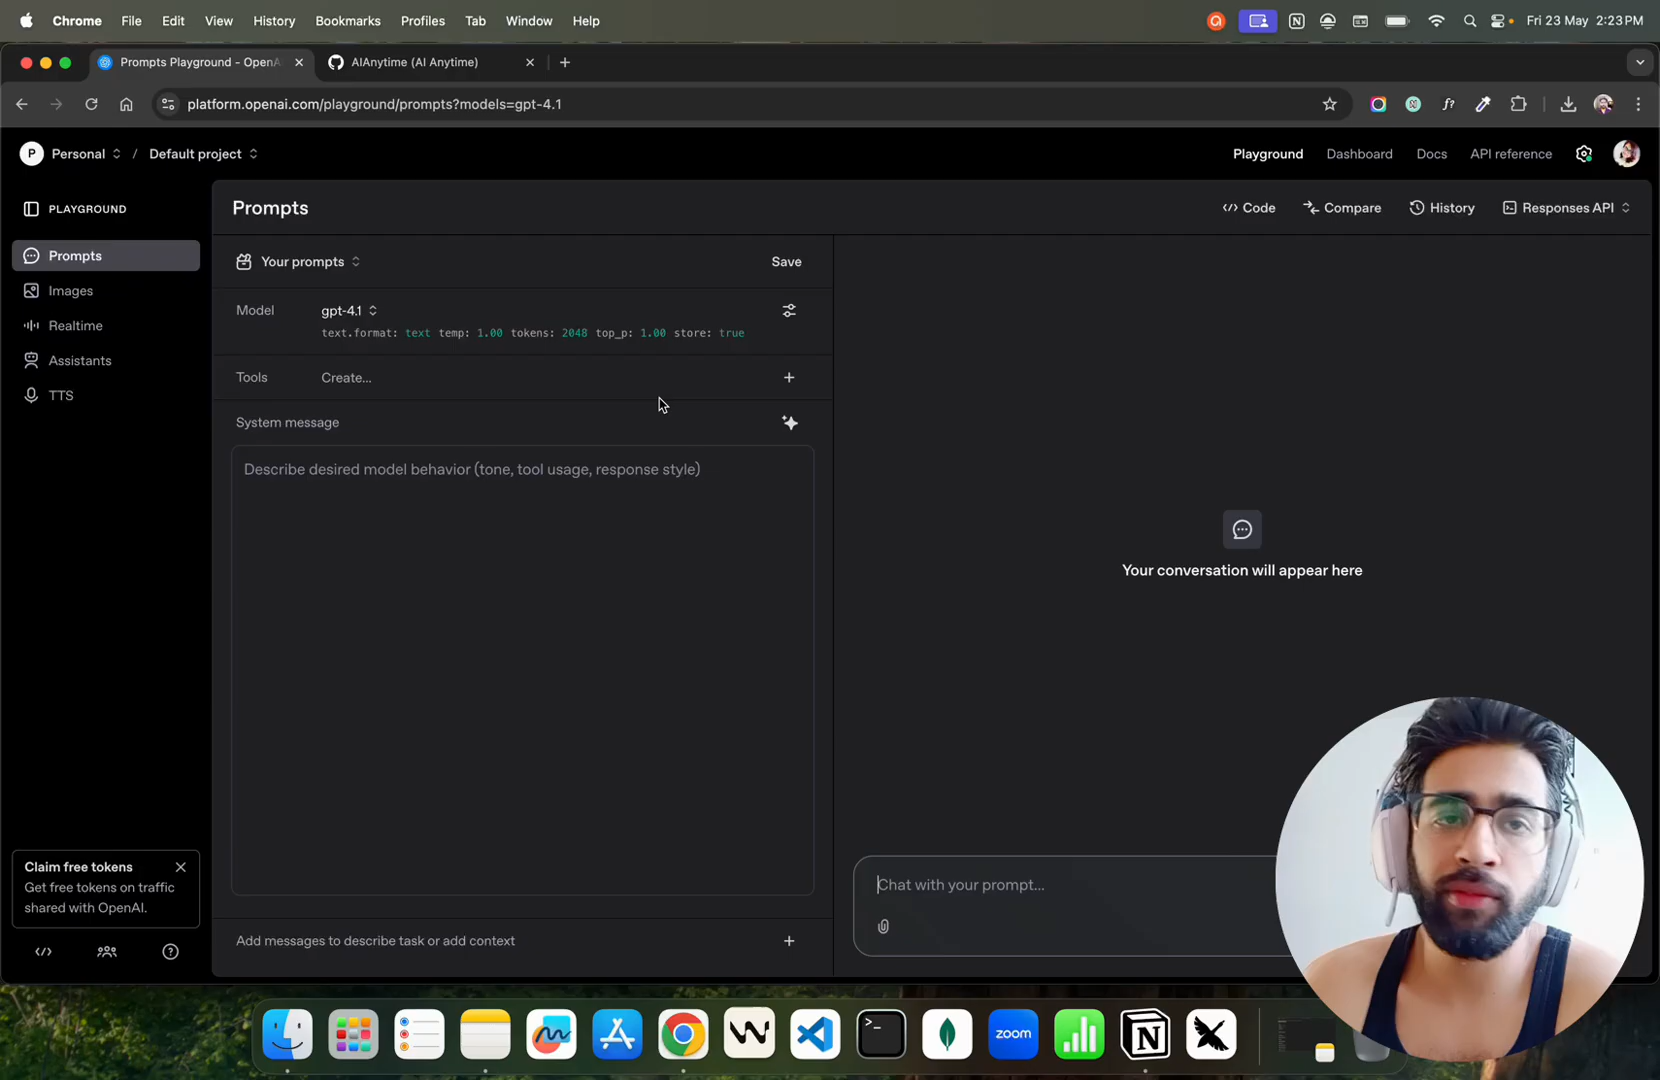 Chrome File Edit View History Bookmarks Profiles Tab Window Help Fri 23 May 2:23 PM
Prompts Playground - OpenA AIAnytime (AI Anytime)
platform.openai.com/playground/prompts?models=gpt-4.1
P Personal / Default project Playground Dashboard Docs API reference
PLAYGROUND
Prompts
Images
Realtime
Assistants
TTS
Claim free tokens
Get free tokens on traffic
shared with OpenAI.
Prompts
Code Compare History Responses API
Your prompts Save
Model gpt-4.1
text.format: text temp: 1.00 tokens: 2048 top_p: 1.00 store: true
Tools Create...
System message
Describe desired model behavior (tone, tool usage, response style)
Add messages to describe task or add context
Your conversation will appear here
Chat with your prompt...
zoom